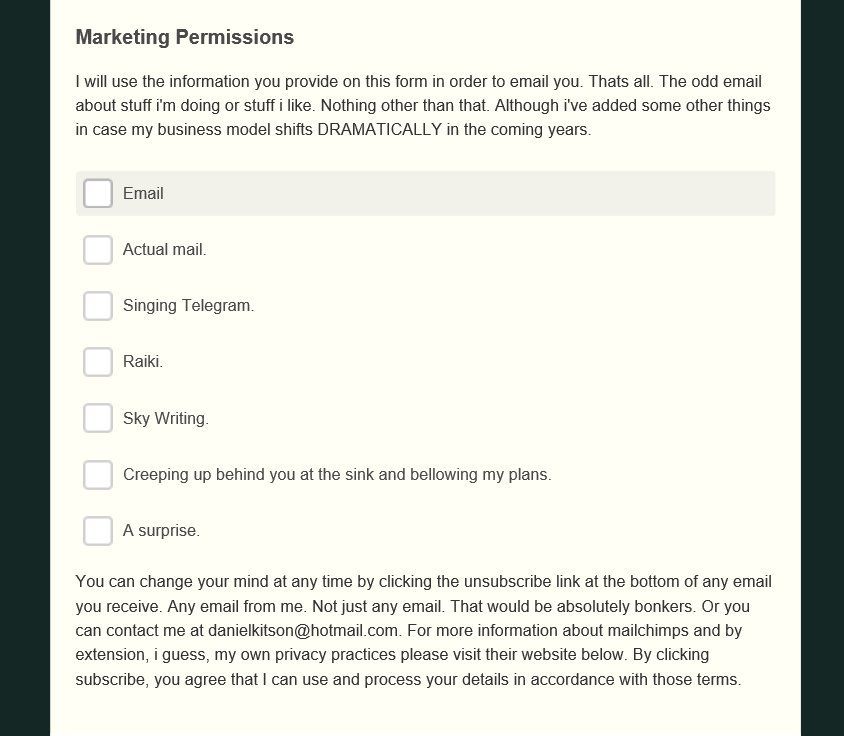 Marketing Permissions
I will use the information you provide on this form in order to email you. Thats all. The odd email
about stuff i'm doing or stuff i like. Nothing other than that. Although i've added some other things
in case my business model shifts DRAMATICALLY in the coming years.
Email
Actual mail.
Singing Telegram.
Raiki.
Sky Writing.
Creeping up behind you at the sink and bellowing my plans.
A surprise.
You can change your mind at any time by clicking the unsubscribe link at the bottom of any email
you receive. Any email from me. Not just any email. That would be absolutely bonkers. Or you
can contact me at danielkitson@hotmail.com. For more information about mailchimps and by
extension, i guess, my own privacy practices please visit their website below. By clicking
subscribe, you agree that I can use and process your details in accordance with those terms.